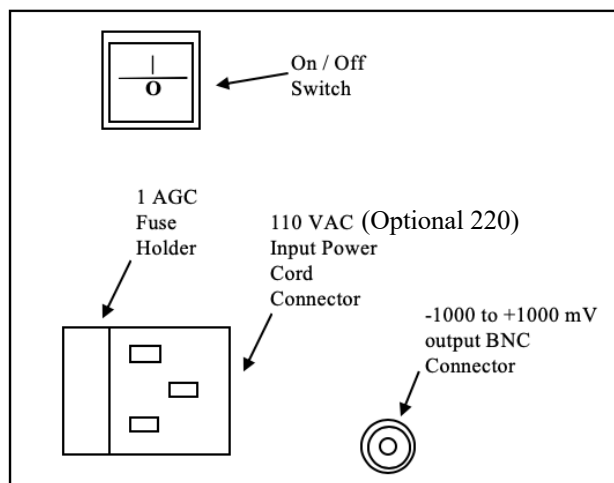 |
O
On / Off
Switch
1 AGC
Fuse
Holder
110 VAC (Optional 220)
Input Power
Cord
Connector
-1000 to +1000 mV
output BNC
Connector